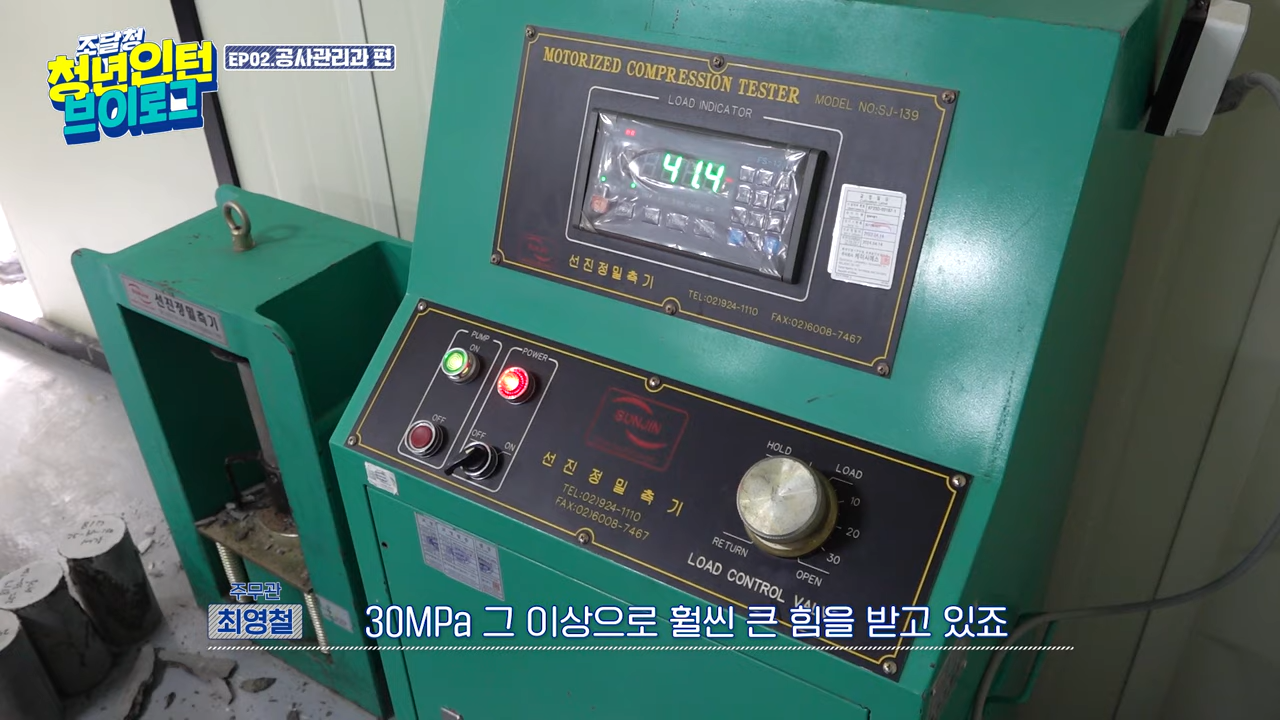 조달청
청년인턴
브이로그
EP02.공사관리과 편
MOTORIZED COMPRESSION TESTER
MODEL NO:SJ-139
LOAD INDICATOR
41.4
선진정밀측기
TEL:02)924-1110
FAX:02)6008-7467
선진정밀측기
PUMP
ON
OFF
POWER
OFF
ON
SUNJIN
선진정밀측기
TEL:02)924-1110
FAX:02)6008-7467
HOLD
LOAD
10
20
30
OPEN
RETURN
LOAD CONTROL
주무관
최영철
30MPa 그 이상으로 훨씬 큰 힘을 받고 있죠